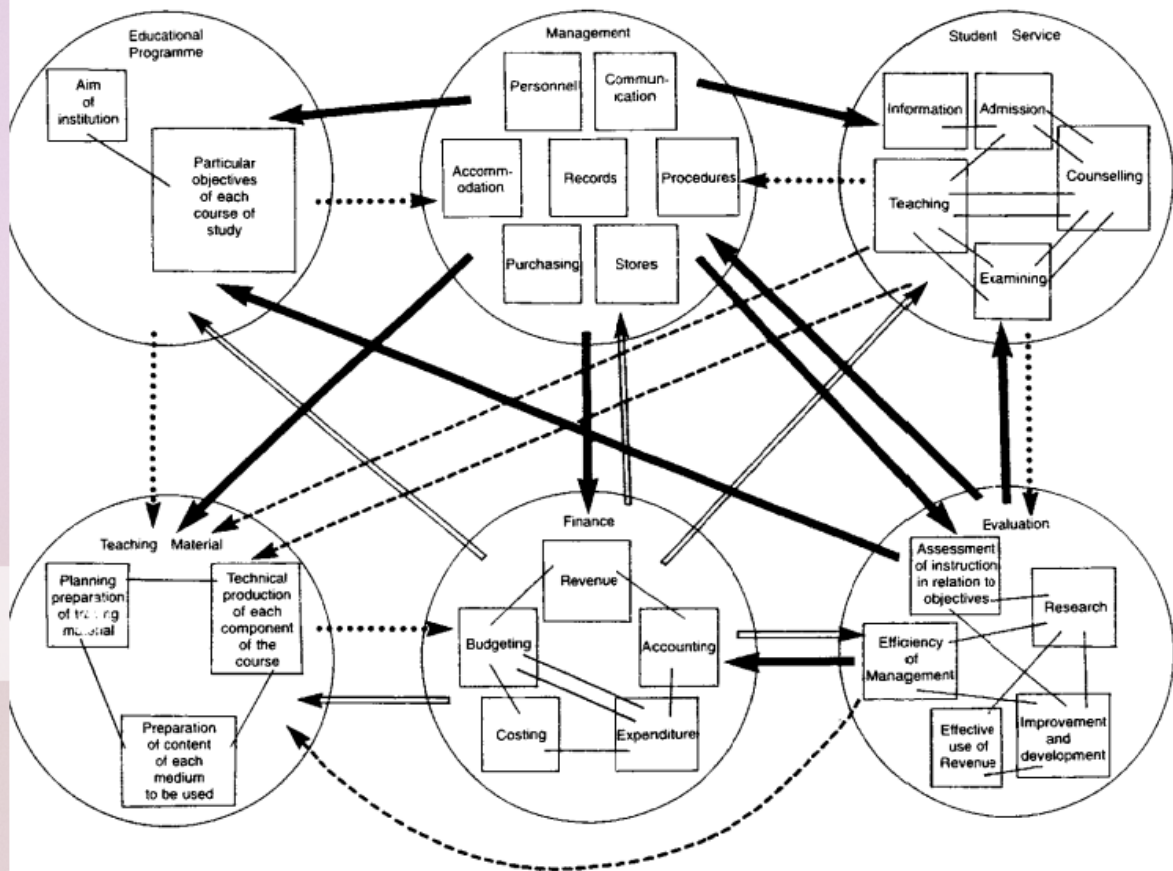 Educational
Programme
Aim
of
institution
Particular
objectives
of each
course of
study
Management
Personnel
Commun-
ication
Accomm-
odation
Records
Procedures
Purchasing
Stores
Student Service
Information
Admission
Counselling
Teaching
Examining
Teaching Material
Planning
preparation
of
material
Technical
production
of each
component
of the
course
Preparation
of content
of each
medium
to be used
Finance
Revenue
Budgeting
Accounting
Costing
Expenditure
Evaluation
Assessment
of instruction
in relation to
objectives
Research
Efficiency
of
Management
Effective
use of
Revenue
Improvement
and
development